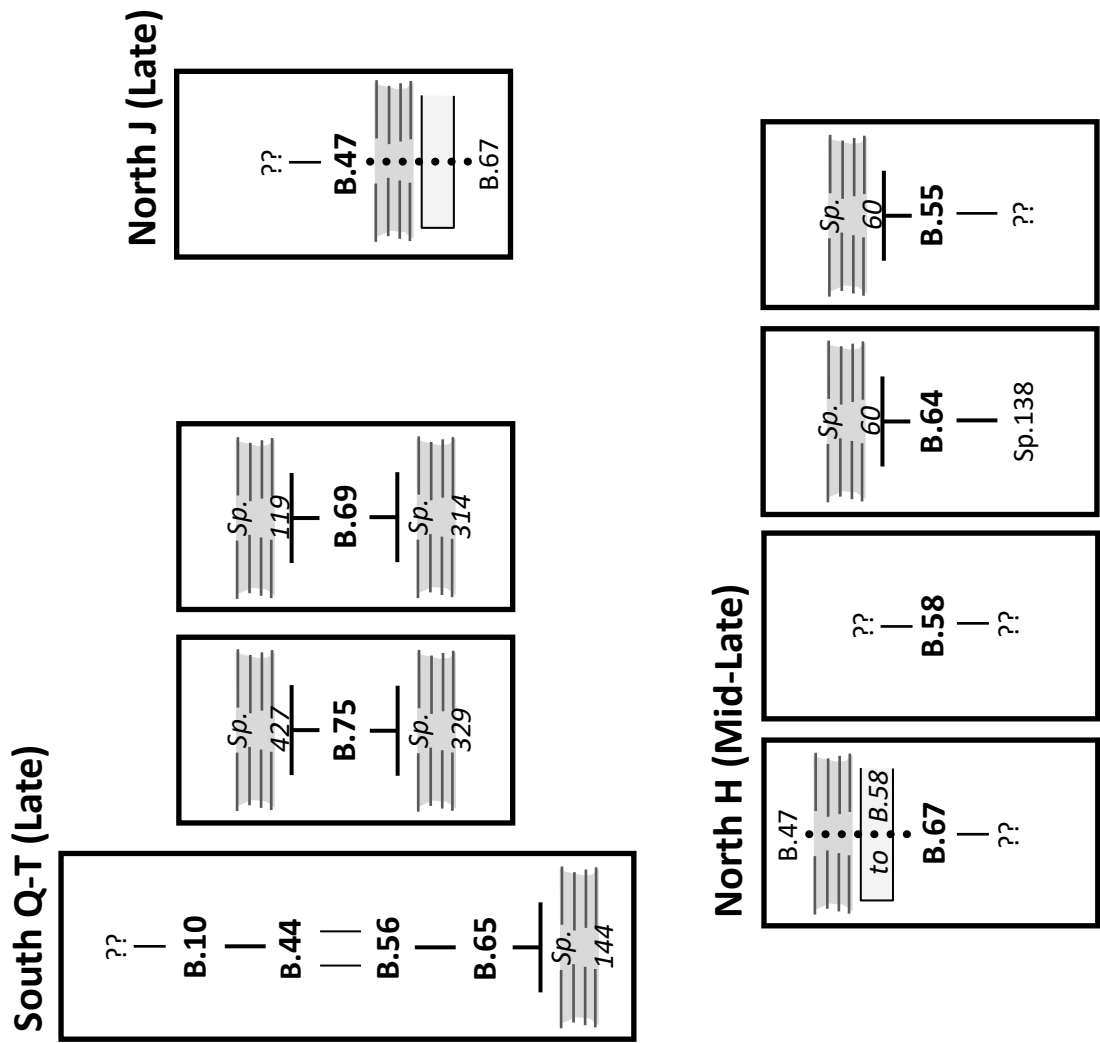 South Q-T (Late)
??
B.10
B.44
B.56
B.65
Sp.
144
Sp.
427
B.75
Sp.
329
Sp.
119
B.69
Sp.
314
North J (Late)
??
B.47
B.67
North H (Mid-Late)
B.47
to B.58
B.67
??
??
B.58
??
Sp.
60
B.64
Sp.138
Sp.
60
B.55
??